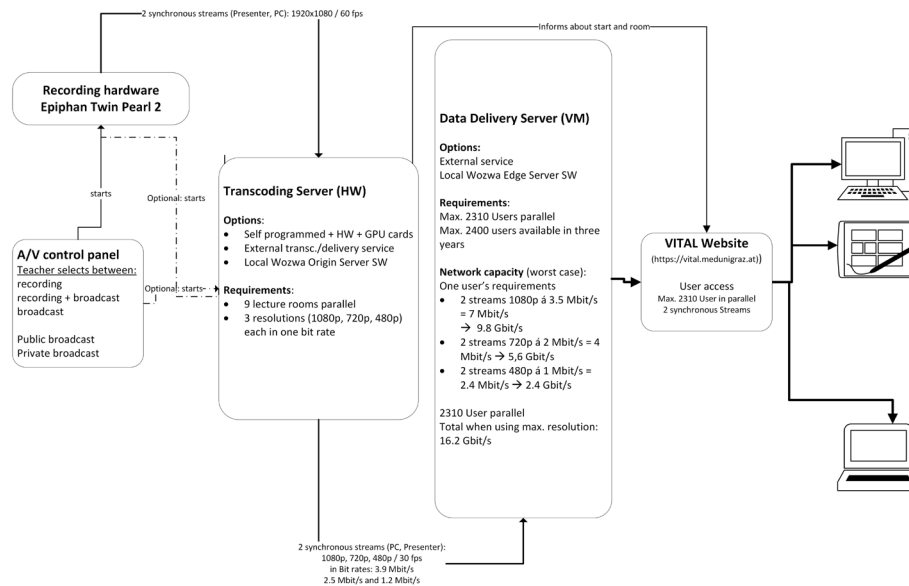 2 synchronous streams (Presenter, PC): 1920x1080 / 60 fps
Informs about start and room
Recording hardware
Epiphan Twin Pearl 2
starts
Optional: starts
Optional: starts
A/V control panel
Teacher selects between:
recording
recording + broadcast
broadcast
Public broadcast
Private broadcast
Transcoding Server (HW)
Options:
• Self programmed + HW + GPU cards
• External transc./delivery service
• Local Wozwa Origin Server SW
Requirements:
• 9 lecture rooms parallel
• 3 resolutions (1080p, 720p, 480p)
each in one bit rate
Data Delivery Server (VM)
Options:
External service
Local Wozwa Edge Server SW
Requirements:
Max. 2310 Users parallel
Max. 2400 users available in three
years
Network capacity (worst case):
One user's requirements
• 2 streams 1080p á 3.5 Mbit/s
= 7 Mbit/s
→ 9.8 Gbit/s
• 2 streams 720p á 2 Mbit/s = 4
Mbit/s → 5,6 Gbit/s
• 2 streams 480p á 1 Mbit/s =
2.4 Mbit/s → 2.4 Gbit/s
2310 User parallel
Total when using max. resolution:
16.2 Gbit/s
VITAL Website
(https://vital.medunigraz.at))
User access
Max. 2310 User in parallel
2 synchronous Streams
2 synchronous streams (PC, Presenter):
1080p, 720p, 480p / 30 fps
in Bit rates: 3.9 Mbit/s
2.5 Mbit/s and 1.2 Mbit/s